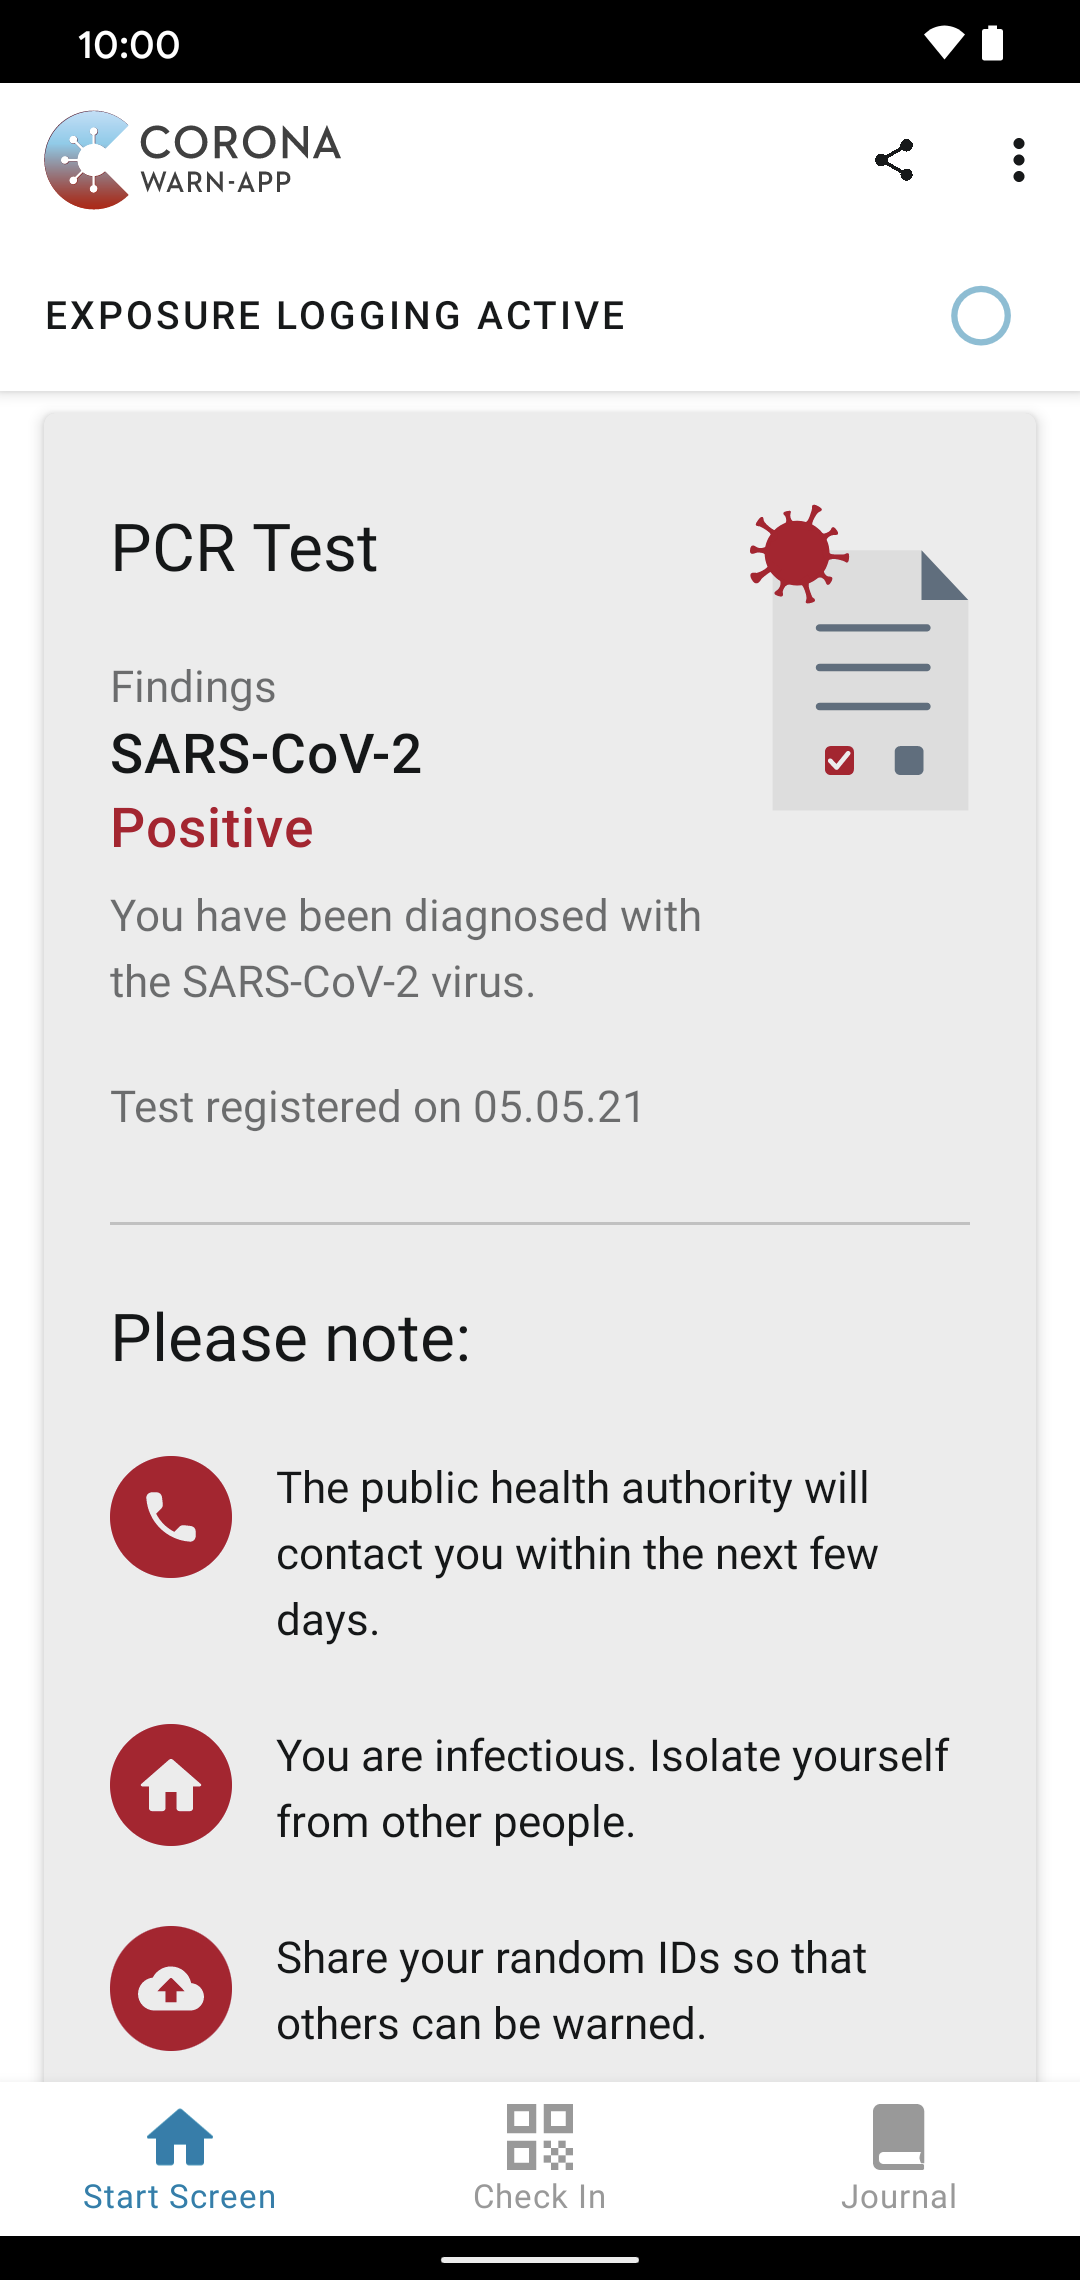 10:00
CORONA
WARN-APP
EXPOSURE LOGGING ACTIVE
PCR Test
Findings
SARS-CoV-2
Positive
You have been diagnosed with
the SARS-CoV-2 virus.
Test registered on 05.05.21
Please note:
The public health authority will
contact you within the next few
days.
You are infectious. Isolate yourself
from other people.
Share your random IDs so that
others can be warned.
Start Screen
Check In
Journal